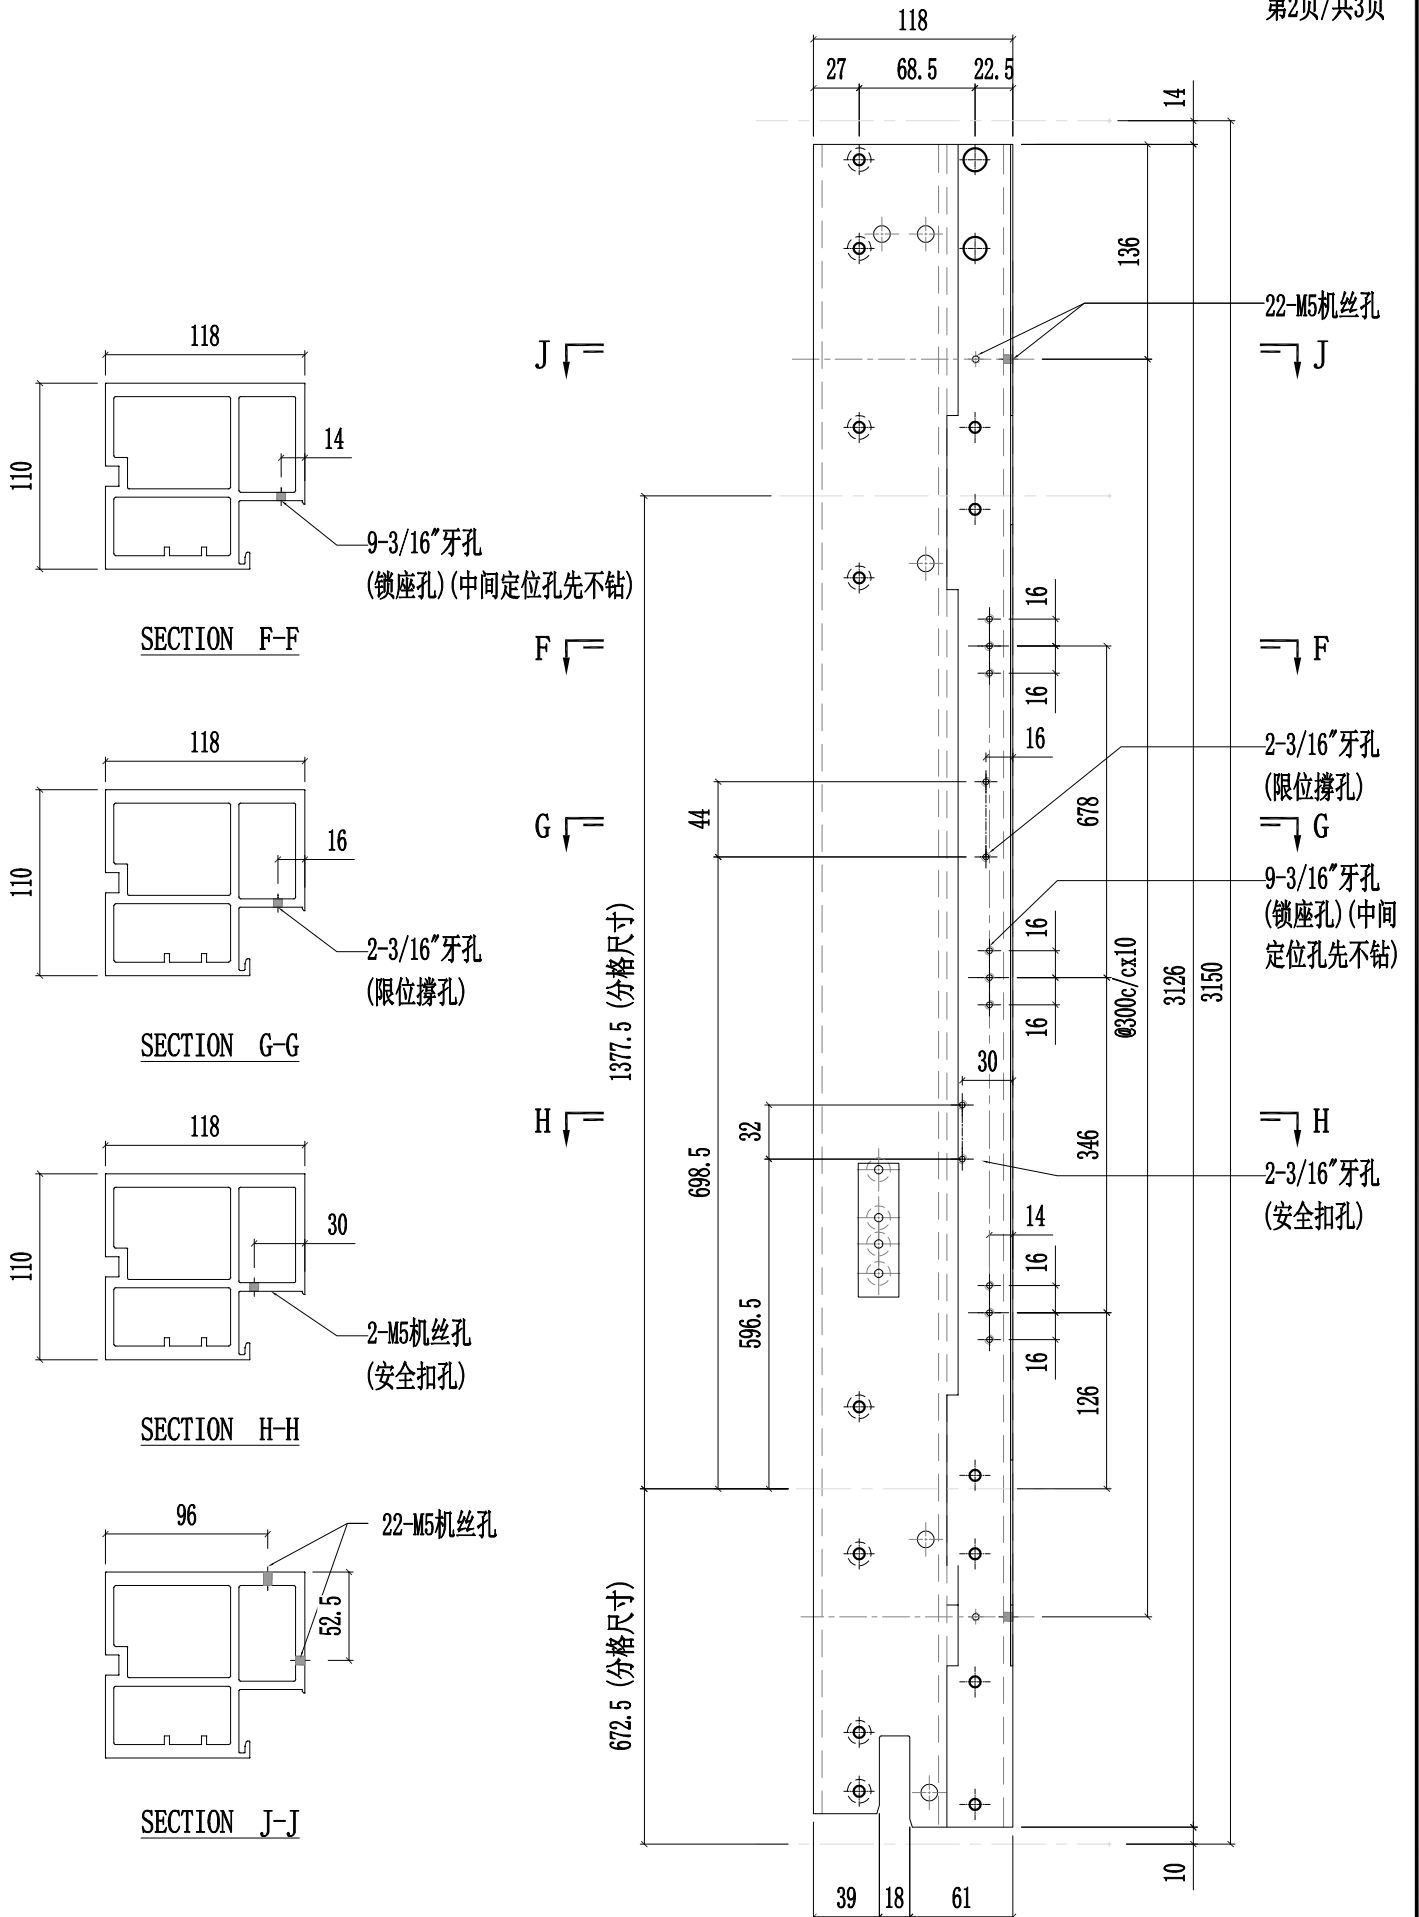 第2页/共3页
118
27
68.5
22.5
14
136
22-M5机丝孔
J
J
118
110
14
9-3/16"牙孔
(锁座孔)(中间定位孔先不钻)
SECTION F-F
F
F
16
16
16
2-3/16"牙孔
(限位撑孔)
678
44
G
G
118
110
16
2-3/16"牙孔
(限位撑孔)
SECTION G-G
9-3/16"牙孔
(锁座孔)(中间
定位孔先不钻)
16
16
1377.5 (分格尺寸)
@300c/cx10
3126
3150
30
H
H
32
346
698.5
2-3/16"牙孔
(安全扣孔)
118
110
30
2-M5机丝孔
(安全扣孔)
SECTION H-H
14
16
16
596.5
126
96
22-M5机丝孔
52.5
SECTION J-J
672.5 (分格尺寸)
39
18
61
10